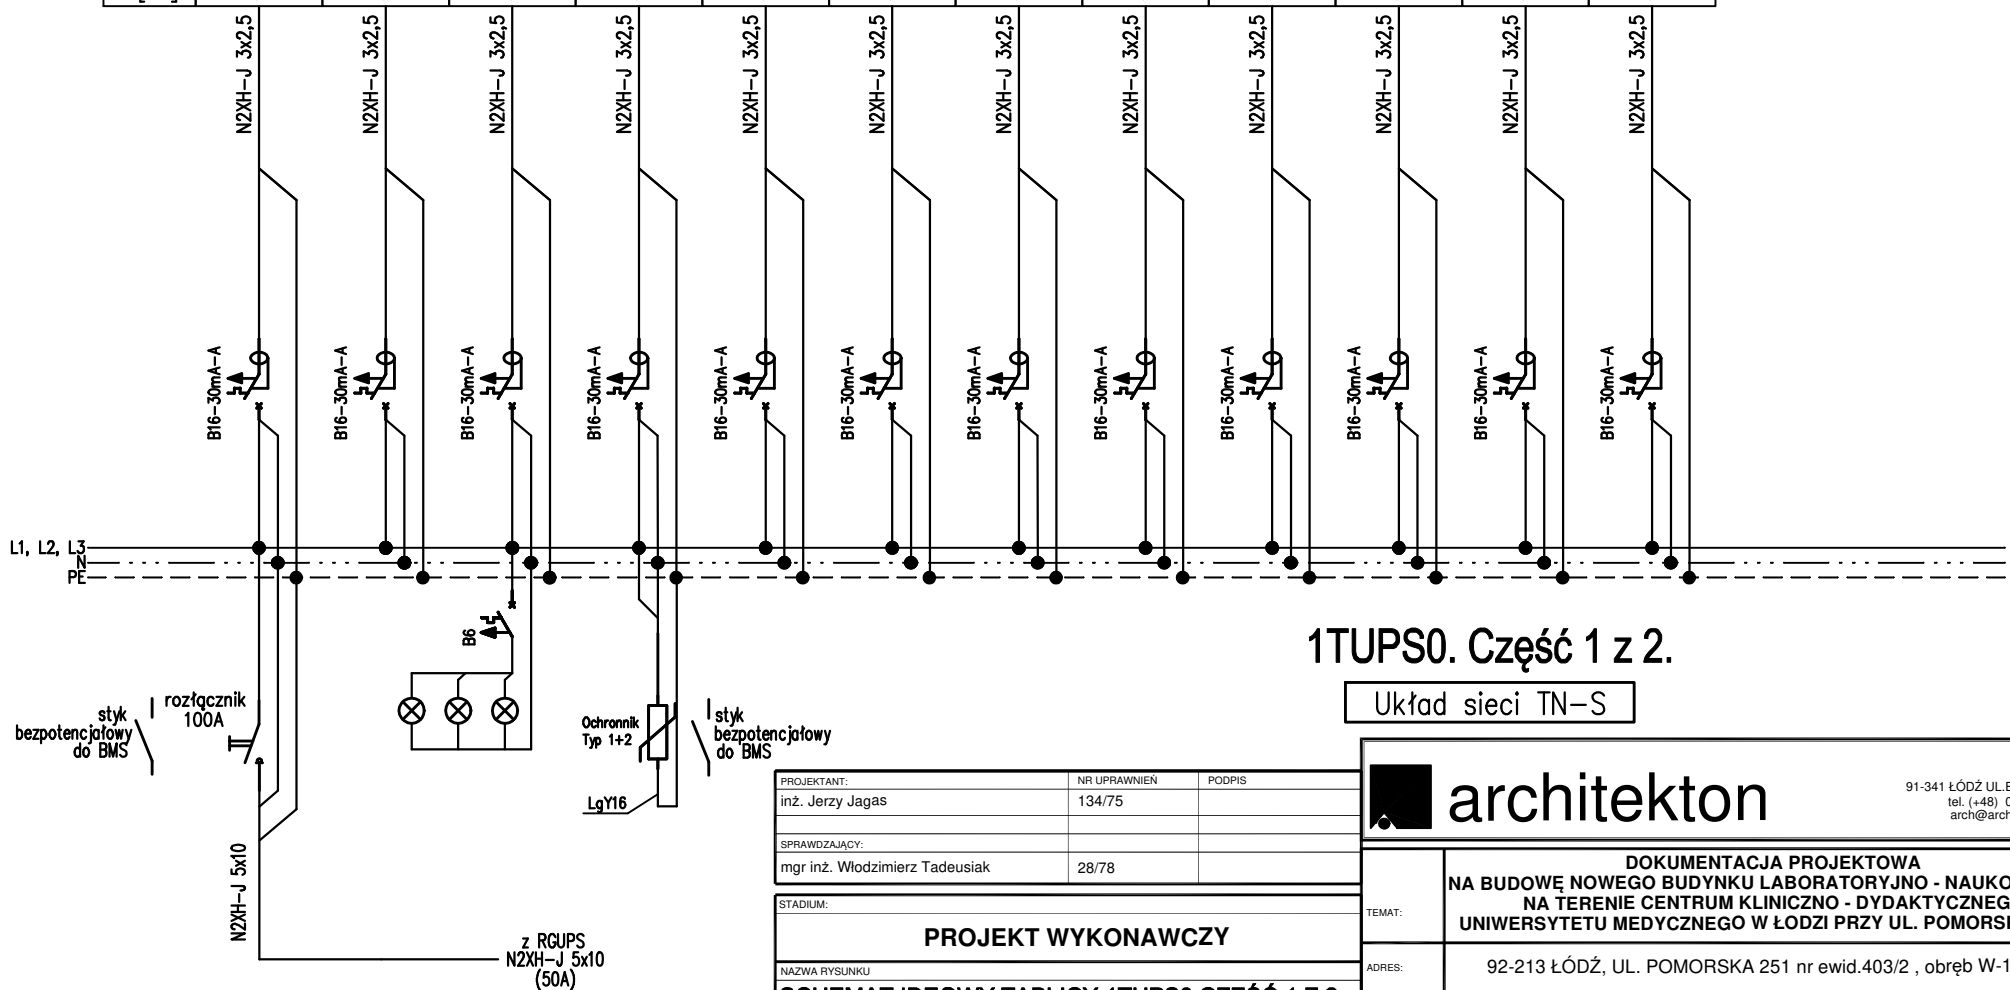 N2XH-J 3x2,5
N2XH-J 3x2,5
N2XH-J 3x2,5
N2XH-J 3x2,5
N2XH-J 3x2,5
N2XH-J 3x2,5
N2XH-J 3x2,5
N2XH-J 3x2,5
N2XH-J 3x2,5
N2XH-J 3x2,5
N2XH-J 3x2,5
N2XH-J 3x2,5
B16-30mA-A
B16-30mA-A
B16-30mA-A
B16-30mA-A
B16-30mA-A
B16-30mA-A
B16-30mA-A
B16-30mA-A
B16-30mA-A
B16-30mA-A
B16-30mA-A
B16-30mA-A
L1, L2, L3
N
PE
B6
styk
bezpotencjałowy
do BMS
rozłącznik
100A
Ochronnik
Typ 1+2
styk
bezpotencjałowy
do BMS
LgY16
N2XH-J 5x10
z RGUPS
N2XH-J 5x10
(50A)
1TUPS0. Część 1 z 2.
Układ sieci TN-S
PROJEKTANT: NR UPRAWNIEŃ PODPIS
inż. Jerzy Jagas 134/75
SPRAWDZAJĄCY:
mgr inż. Włodzimierz Tadeusiak 28/78
STADIUM:
PROJEKT WYKONAWCZY
NAZWA RYSUNKU
SCHEMAT IDEOWY TABLICY 1TUPS0 CZĘŚĆ 1 Z 2
architekton
91-341 ŁÓDŹ UL.B
tel. (+48) 0
arch@arch
TEMAT:
DOKUMENTACJA PROJEKTOWA
NA BUDOWĘ NOWEGO BUDYNKU LABORATORYJNO - NAUKO
NA TERENIE CENTRUM KLINICZNO - DYDAKTYCZNEG
UNIWERSYTETU MEDYCZNEGO W ŁODZI PRZY UL. POMORS
ADRES:
92-213 ŁÓDŹ, UL. POMORSKA 251 nr ewid.403/2 , obręb W-1